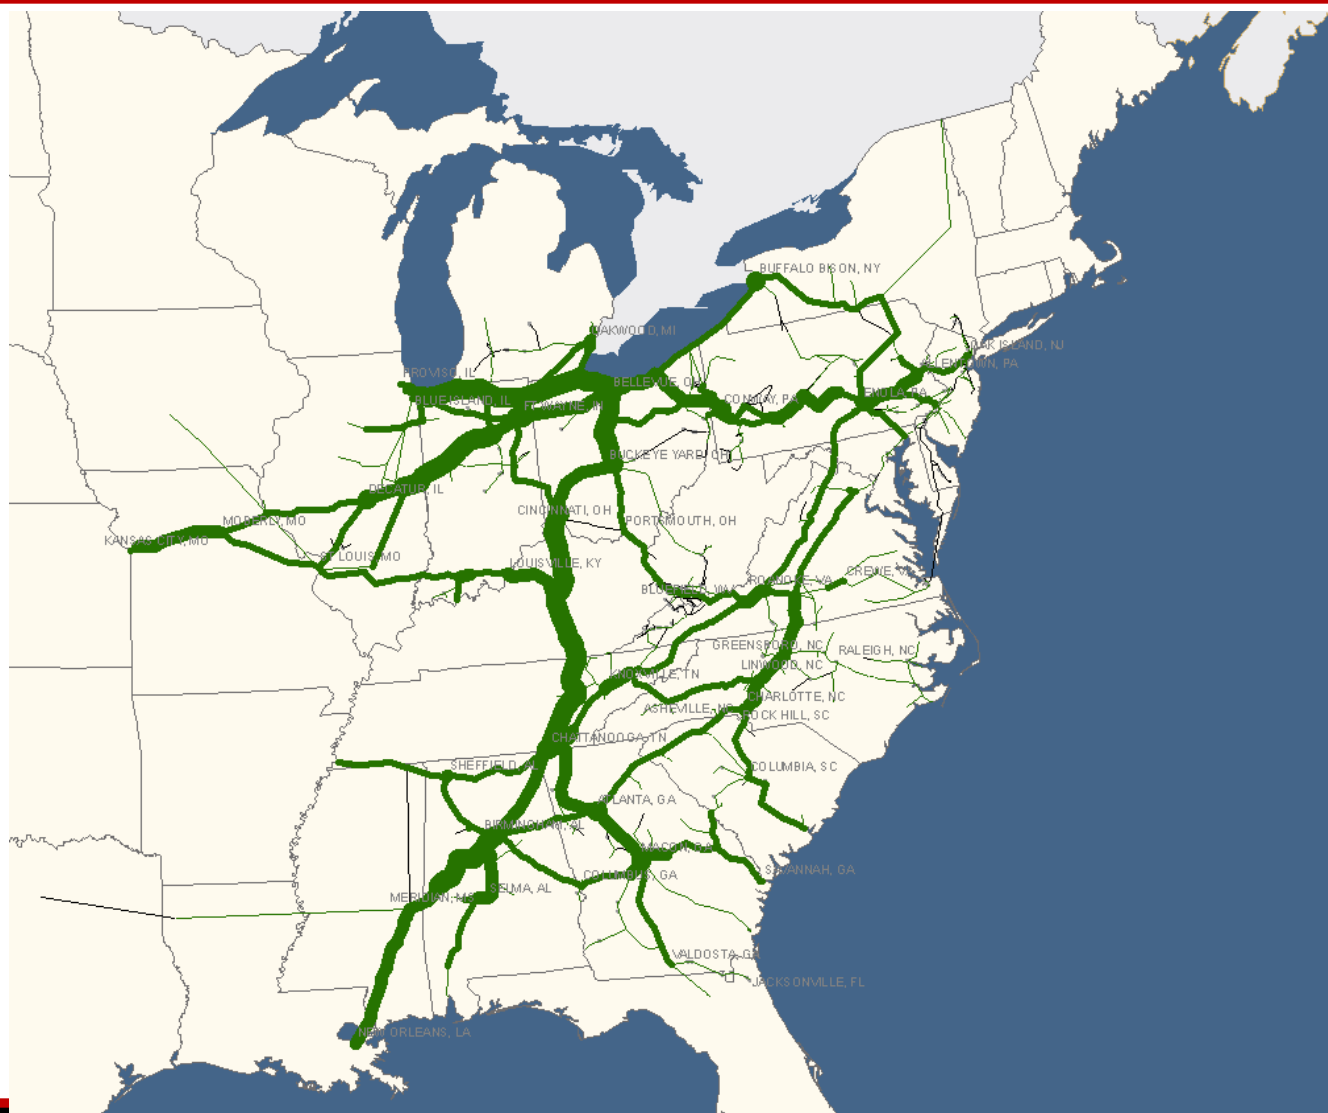 BUFFALO BISON, NY
OAKWOOD, MI
OAK ISLAND, NJ
ALLENTOWN, PA
PROVISO, IL
BELLEVUE, OH
BLUE ISLAND, IL
FT WAYNE, IN
CONWAY, PA
ENOLA, PA
BUCKEYE YARD, OH
DECATUR, IL
CINCINNATI, OH
PORTSMOUTH, OH
MOBERLY, MO
KANSAS CITY, MO
ST LOUIS, MO
LOUISVILLE, KY
BLUEFIELD, WV
ROANOKE, VA
CREWE, VA
GREENSBORO, NC
RALEIGH, NC
LINWOOD, NC
KNOXVILLE, TN
CHARLOTTE, NC
ASHEVILLE, NC
ROCK HILL, SC
CHATTANOOGA, TN
SHEFFIELD, AL
COLUMBIA, SC
ATLANTA, GA
BIRMINGHAM, AL
MACON, GA
SAVANNAH, GA
COLUMBUS, GA
SELMA, AL
MERIDIAN, MS
VALDOSTA, GA
JACKSONVILLE, FL
NEW ORLEANS, LA